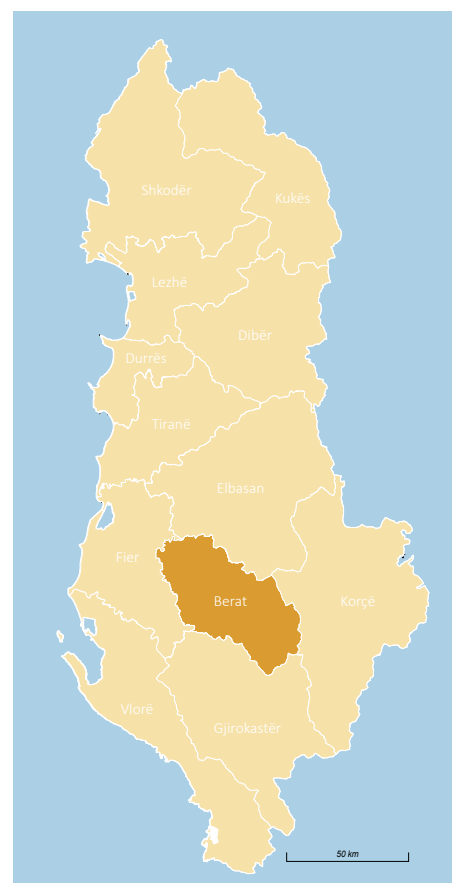 Shkodër
Kukës
Lezhë
Dibër
Durrës
Tiranë
Elbasan
Fier
Berat
Korçë
Vlorë
Gjirokastër
50 km